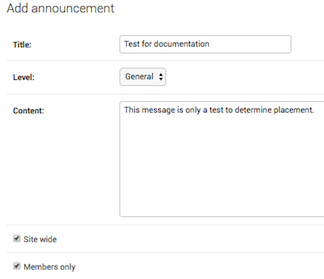 Add announcement
Title: Test for documentation
Level: General
Content: This message is only a test to determine placement.
Site wide
Members only